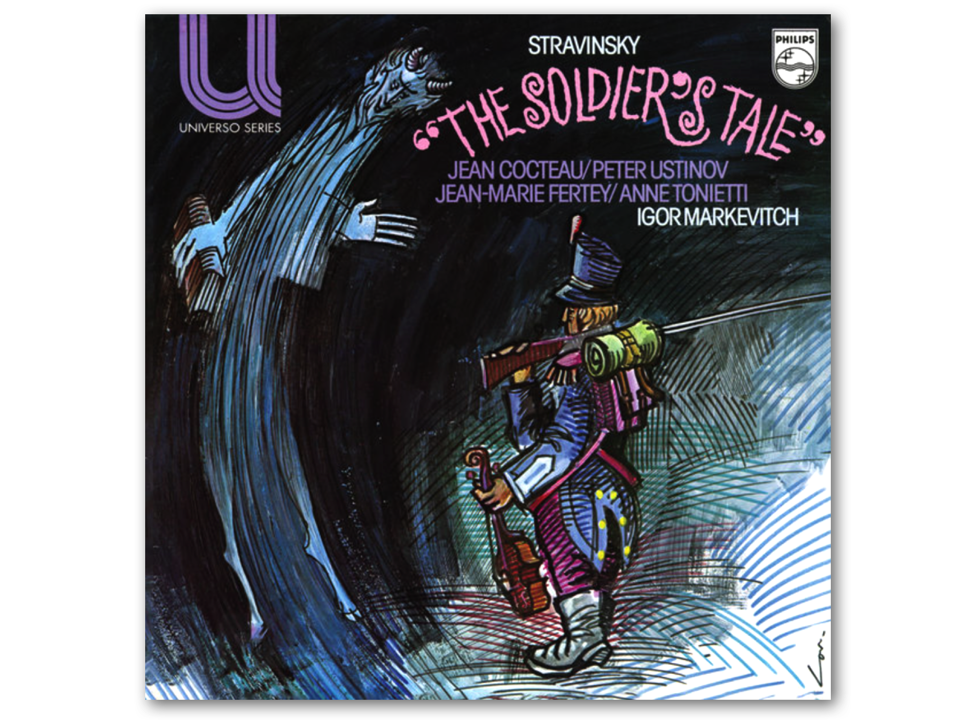 STRAVINSKY
PHILIPS
“THE SOLDIER’S TALE”
UNIVERSO SERIES
JEAN COCTEAU/PETER USTINOV
JEAN-MARIE FERTEY/ANNE TONIETTI
IGOR MARKEVITCH